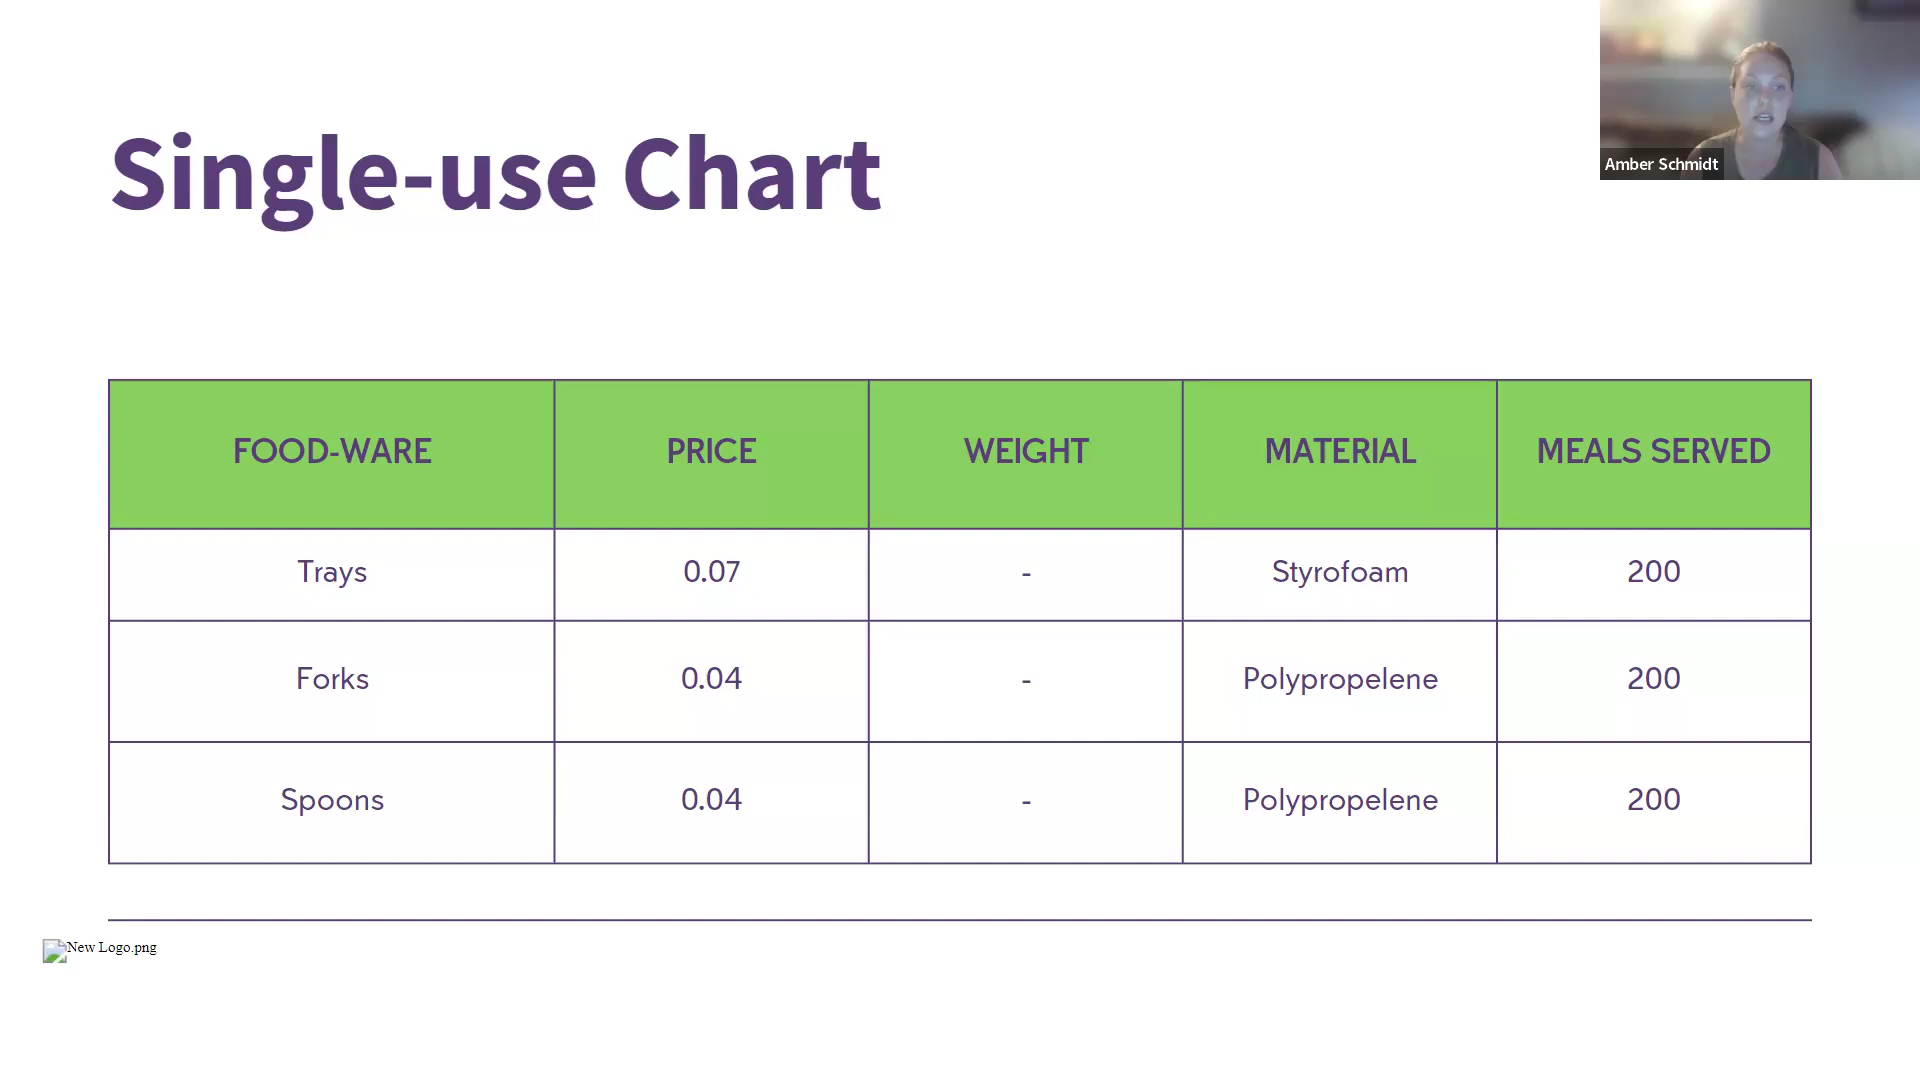 Single-use Chart
Amber Schmidt
FOOD-WARE PRICE WEIGHT MATERIAL MEALS SERVED
Trays 0.07 - Styrofoam 200
Forks 0.04 - Polypropelene 200
Spoons 0.04 - Polypropelene 200
New Logo.png